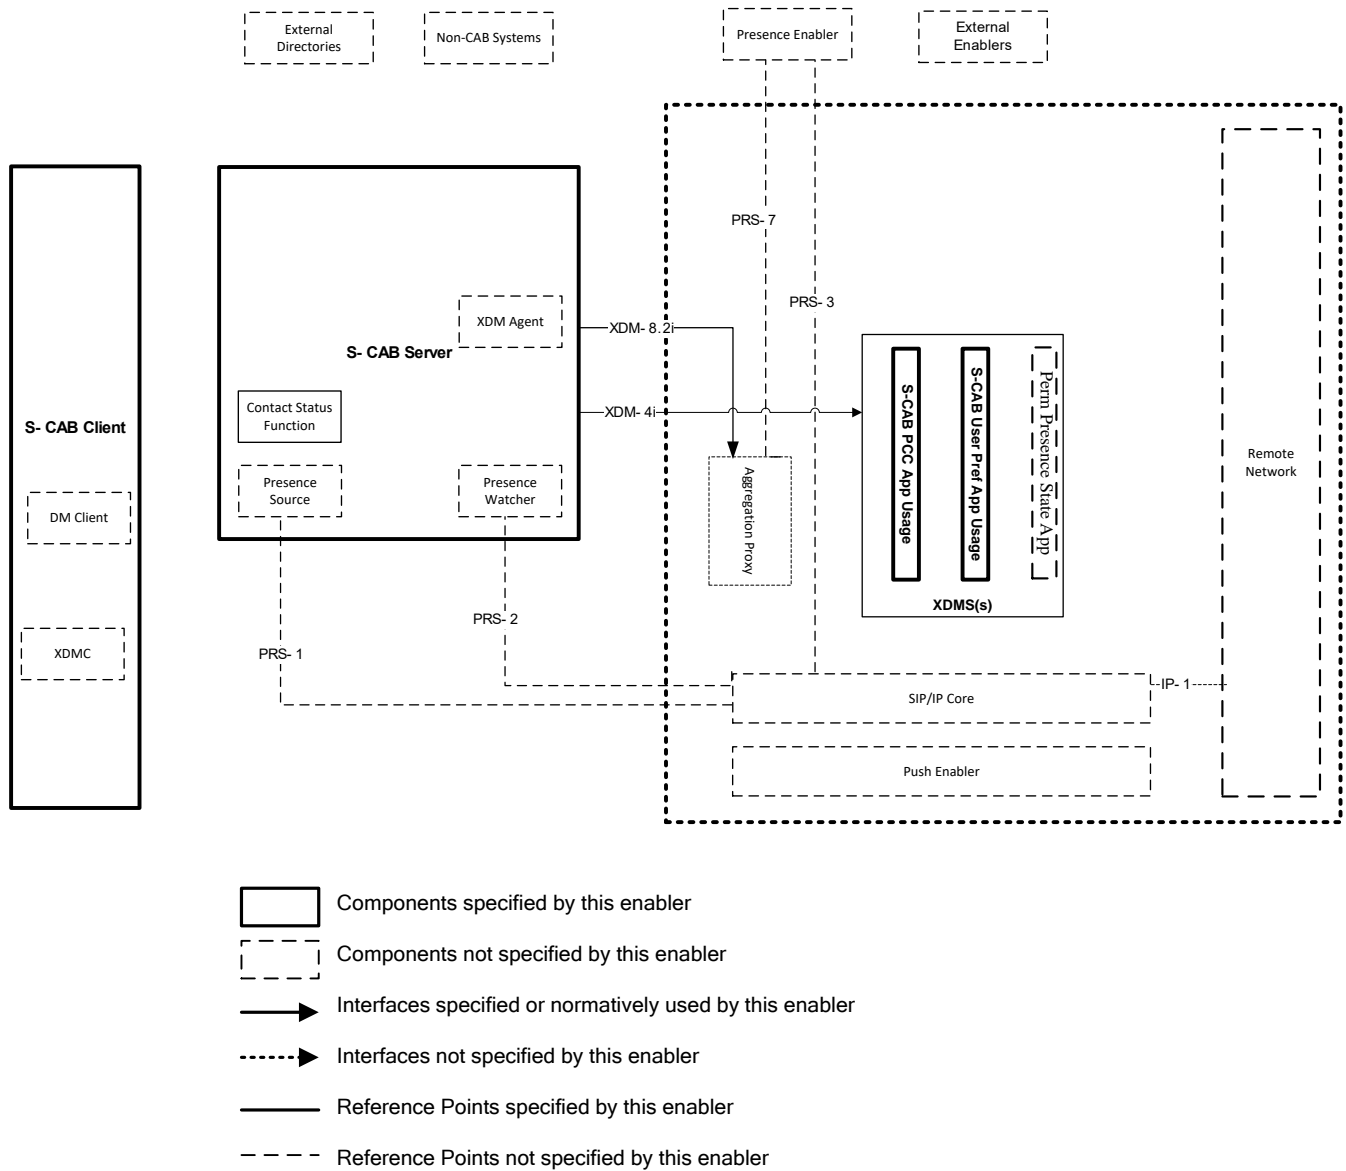 External
Directories
Non-CAB Systems
Presence Enabler
External
Enablers
PRS- 7
PRS- 3
XDM Agent
XDM- 8.2i
S- CAB Server
Contact Status
Function
XDM- 4i
S- CAB Client
Presence
Source
Presence
Watcher
DM Client
XDMC
Aggregation Proxy
S-CAB PCC App Usage
S-CAB User Pref App Usage
Perm Presence State App
XDMS(s)
Remote
Network
PRS- 2
PRS- 1
IP- 1
SIP/IP Core
Push Enabler
Components specified by this enabler
Components not specified by this enabler
Interfaces specified or normatively used by this enabler
Interfaces not specified by this enabler
Reference Points specified by this enabler
Reference Points not specified by this enabler